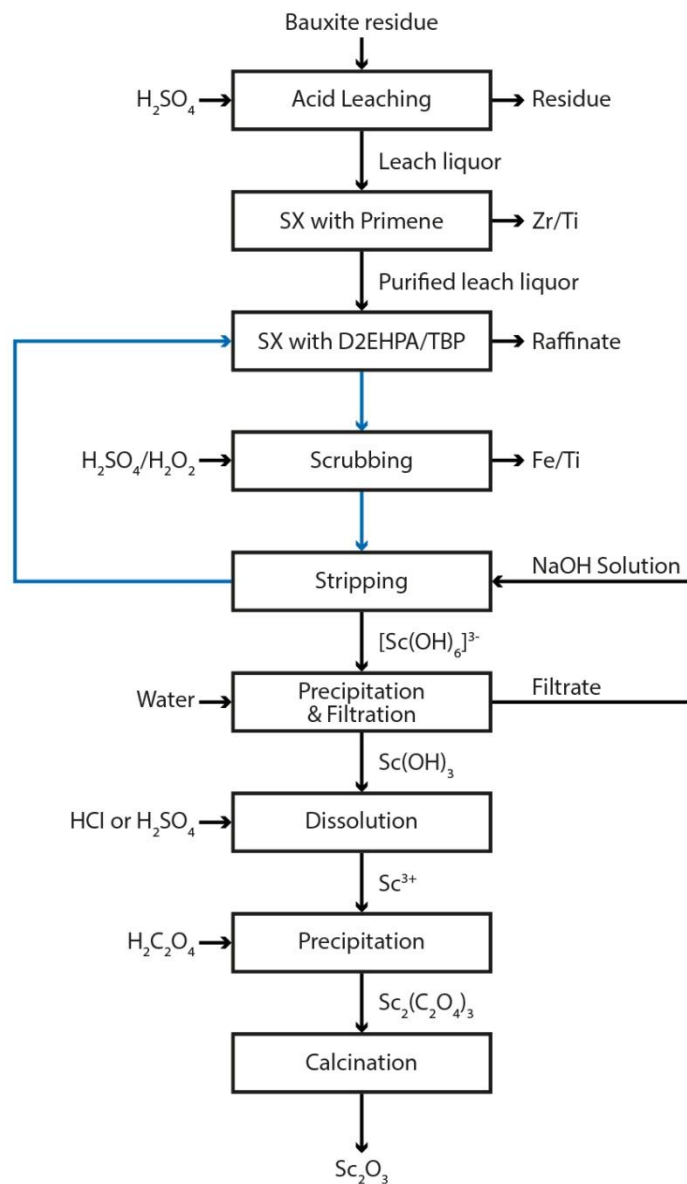 Bauxite residue
H₂SO₄
Acid Leaching
Residue
Leach liquor
SX with Primene
Zr/Ti
Purified leach liquor
SX with D2EHPA/TBP
Raffinate
H₂SO₄/H₂O₂
Scrubbing
Fe/Ti
Stripping
NaOH Solution
[Sc(OH)₆]³⁻
Water
Precipitation
& Filtration
Filtrate
Sc(OH)₃
HCl or H₂SO₄
Dissolution
Sc³⁺
H₂C₂O₄
Precipitation
Sc₂(C₂O₄)₃
Calcination
Sc₂O₃